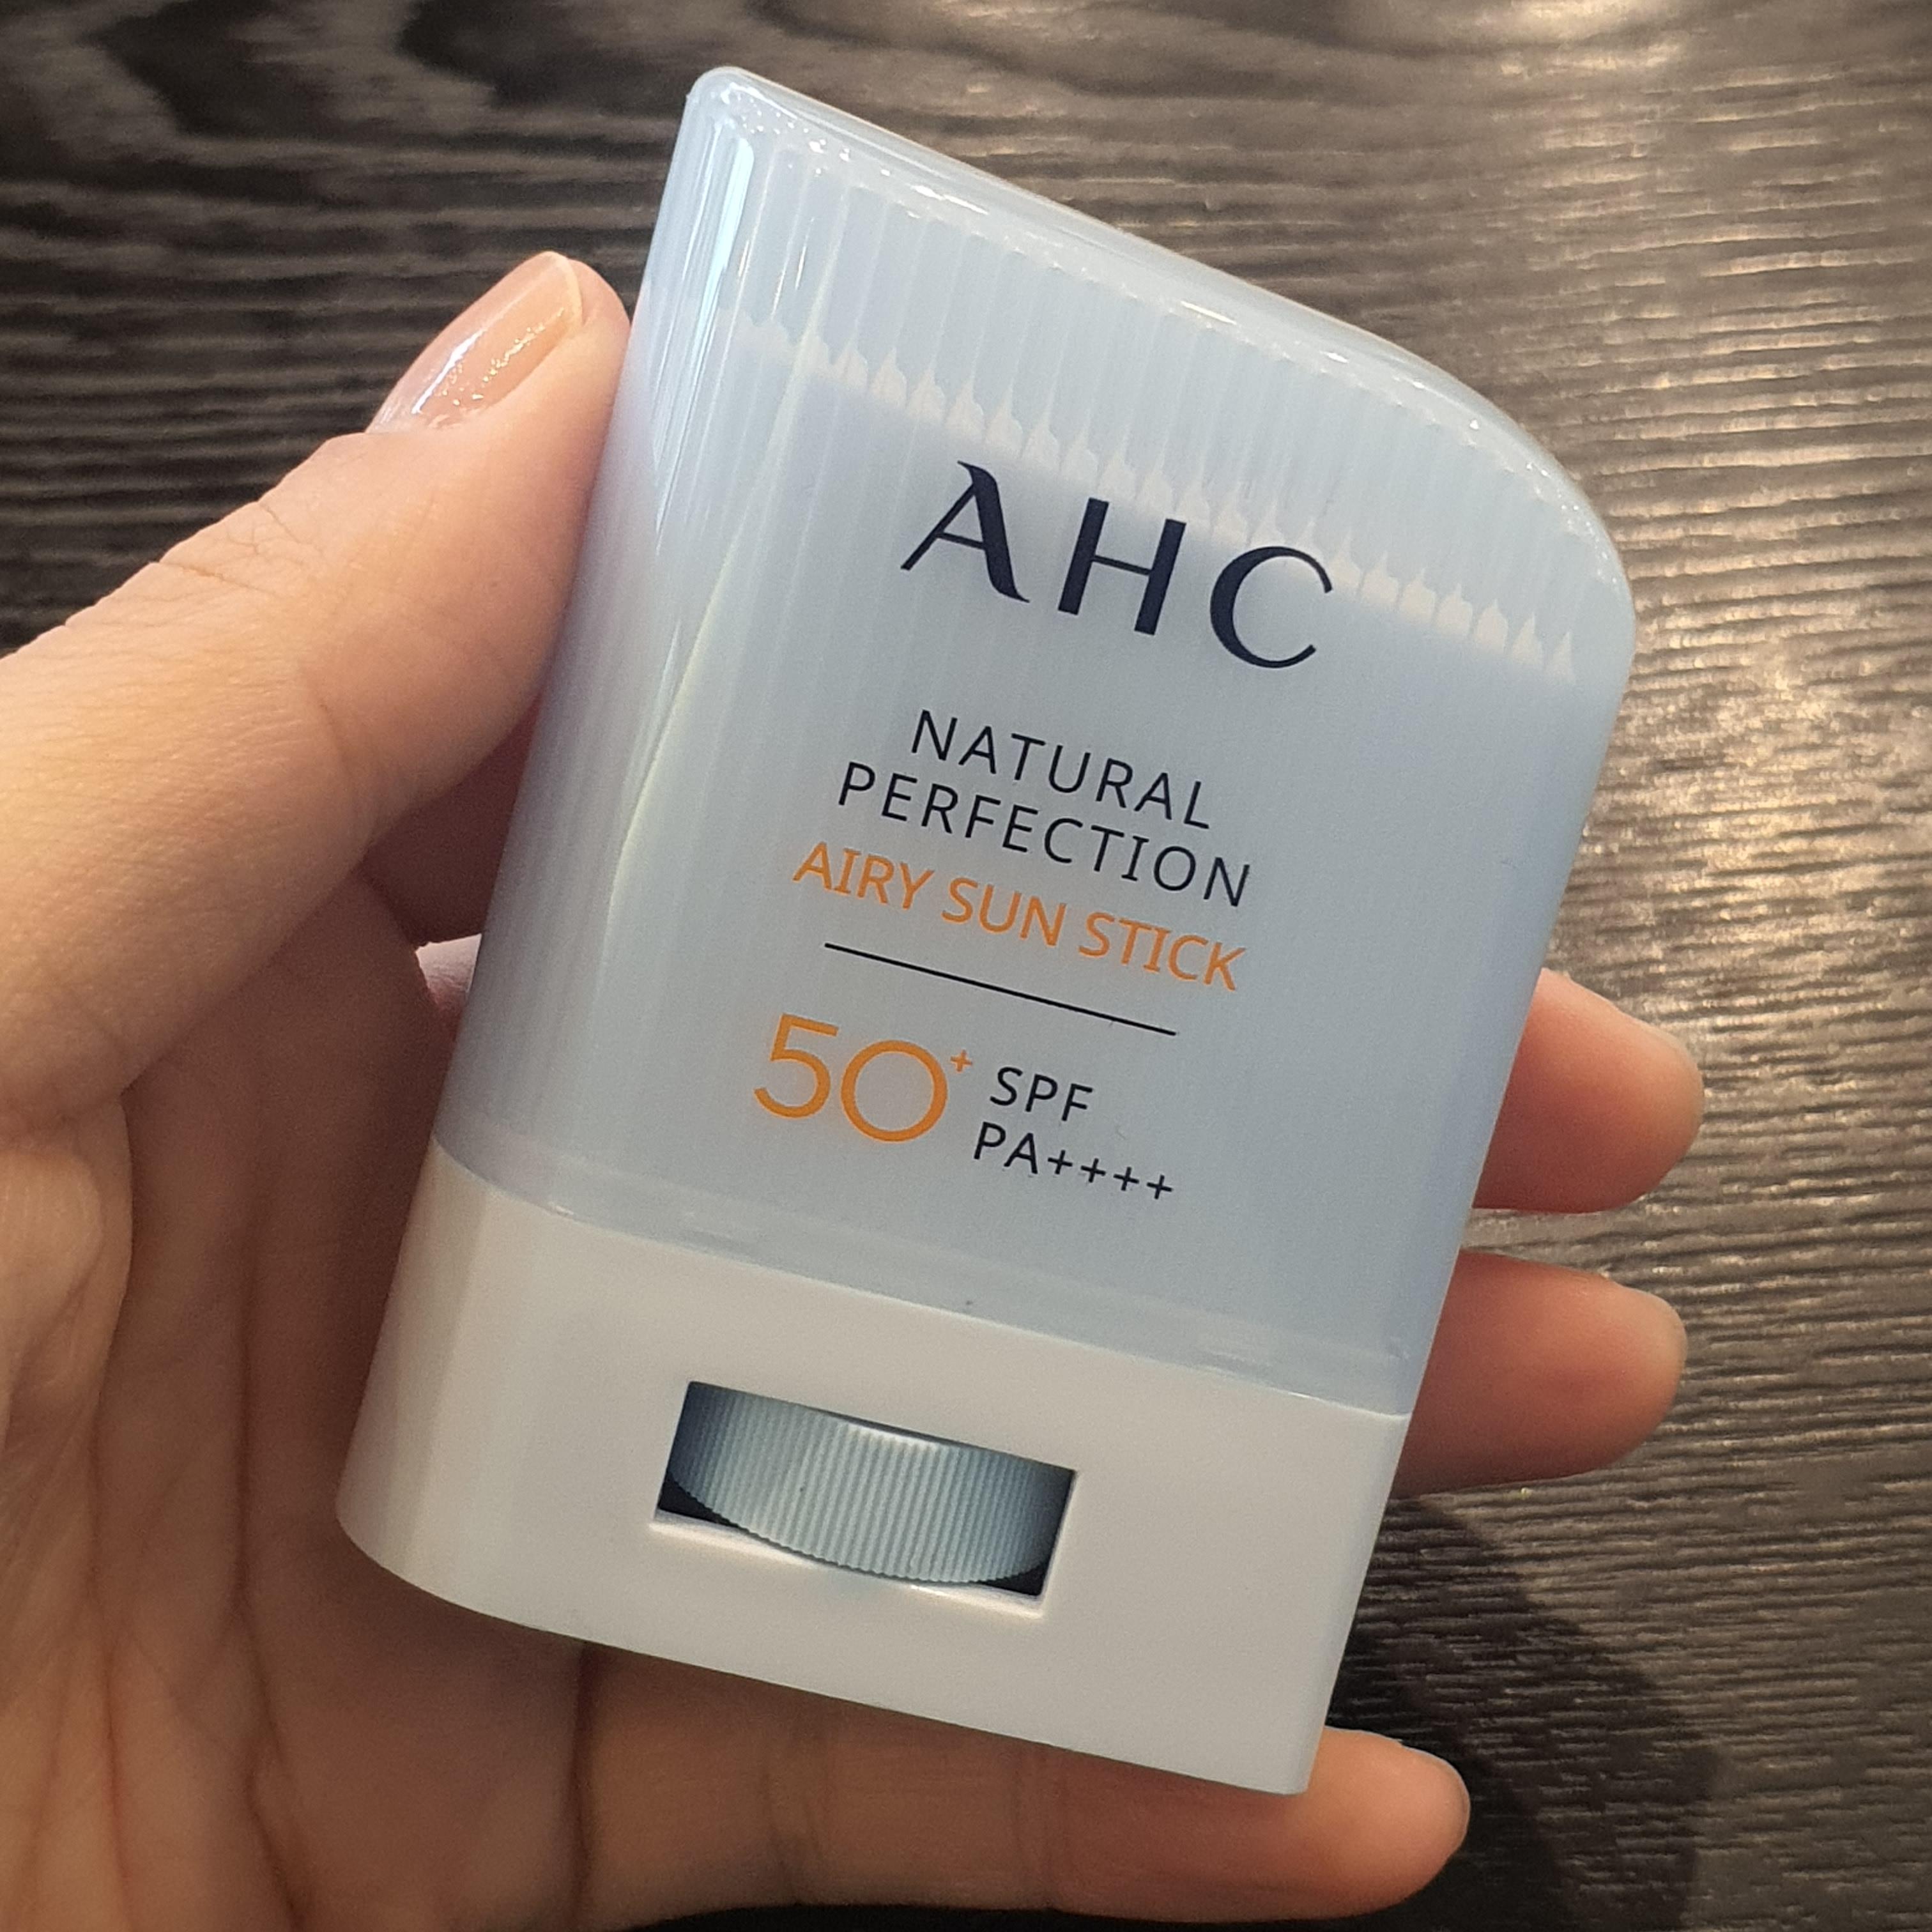 AHC
NATURAL
PERFECTION
AIRY SUN STICK
50+ SPF
PA++++